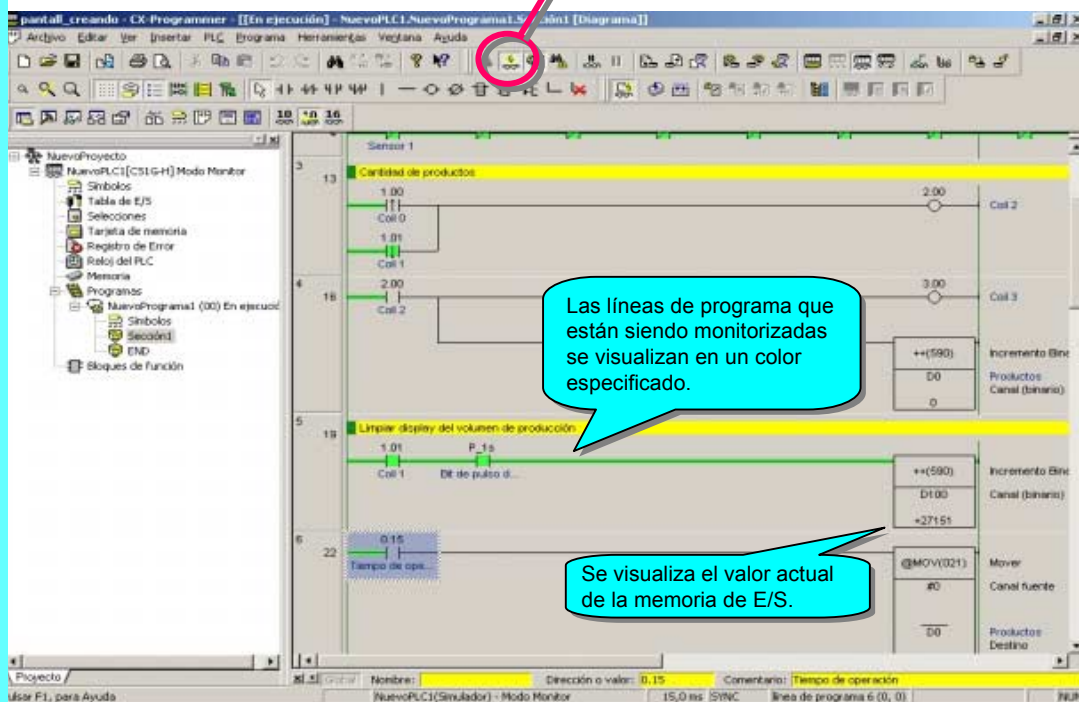 pantall_creando - CX-Programmer - [[En ejecución] - NuevoPLC1.NuevoPrograma1.Sección1 [Diagrama]]
Archivo Editar Ver Insertar PLC Programa Herramientas Ventana Ayuda
NuevoProyecto
NuevoPLC1[CS1G-H] Modo Monitor
Símbolos
Tabla de E/S
Selecciones
Tarjeta de memoria
Registro de Error
Reloj del PLC
Memoria
Programas
NuevoPrograma1 (00) En ejecució
Símbolos
Sección1
END
Bloques de Función
Proyecto
Sensor 1
3
13
Cantidad de productos
1.00
Coil 0
2.00
Coil 2
1.01
Coil 1
4
16
2.00
Coil 2
3.00
Coil 3
++(590)
Incremento Bina
D0
Productos
Canal (binario)
0
Las líneas de programa que
están siendo monitorizadas
se visualizan en un color
especificado.
5
19
Limpiar display del volumen de producción
1.01
P_1s
Coil 1
Bit de pulso d...
++(590)
Incremento Bina
D100
Canal (binario)
+27151
6
22
0.15
Tiempo de ope...
@MOV(021)
Mover
#0
Canal fuente
D0
Productos
Destino
Se visualiza el valor actual
de la memoria de E/S.
Nombre:
Dirección o valor: 0.15
Comentario: Tiempo de operación
ulsar F1, para Ayuda
NuevoPLC1(Simulador) - Modo Monitor
15,0 ms
SYNC
línea de programa 6 (0, 0)
NUM